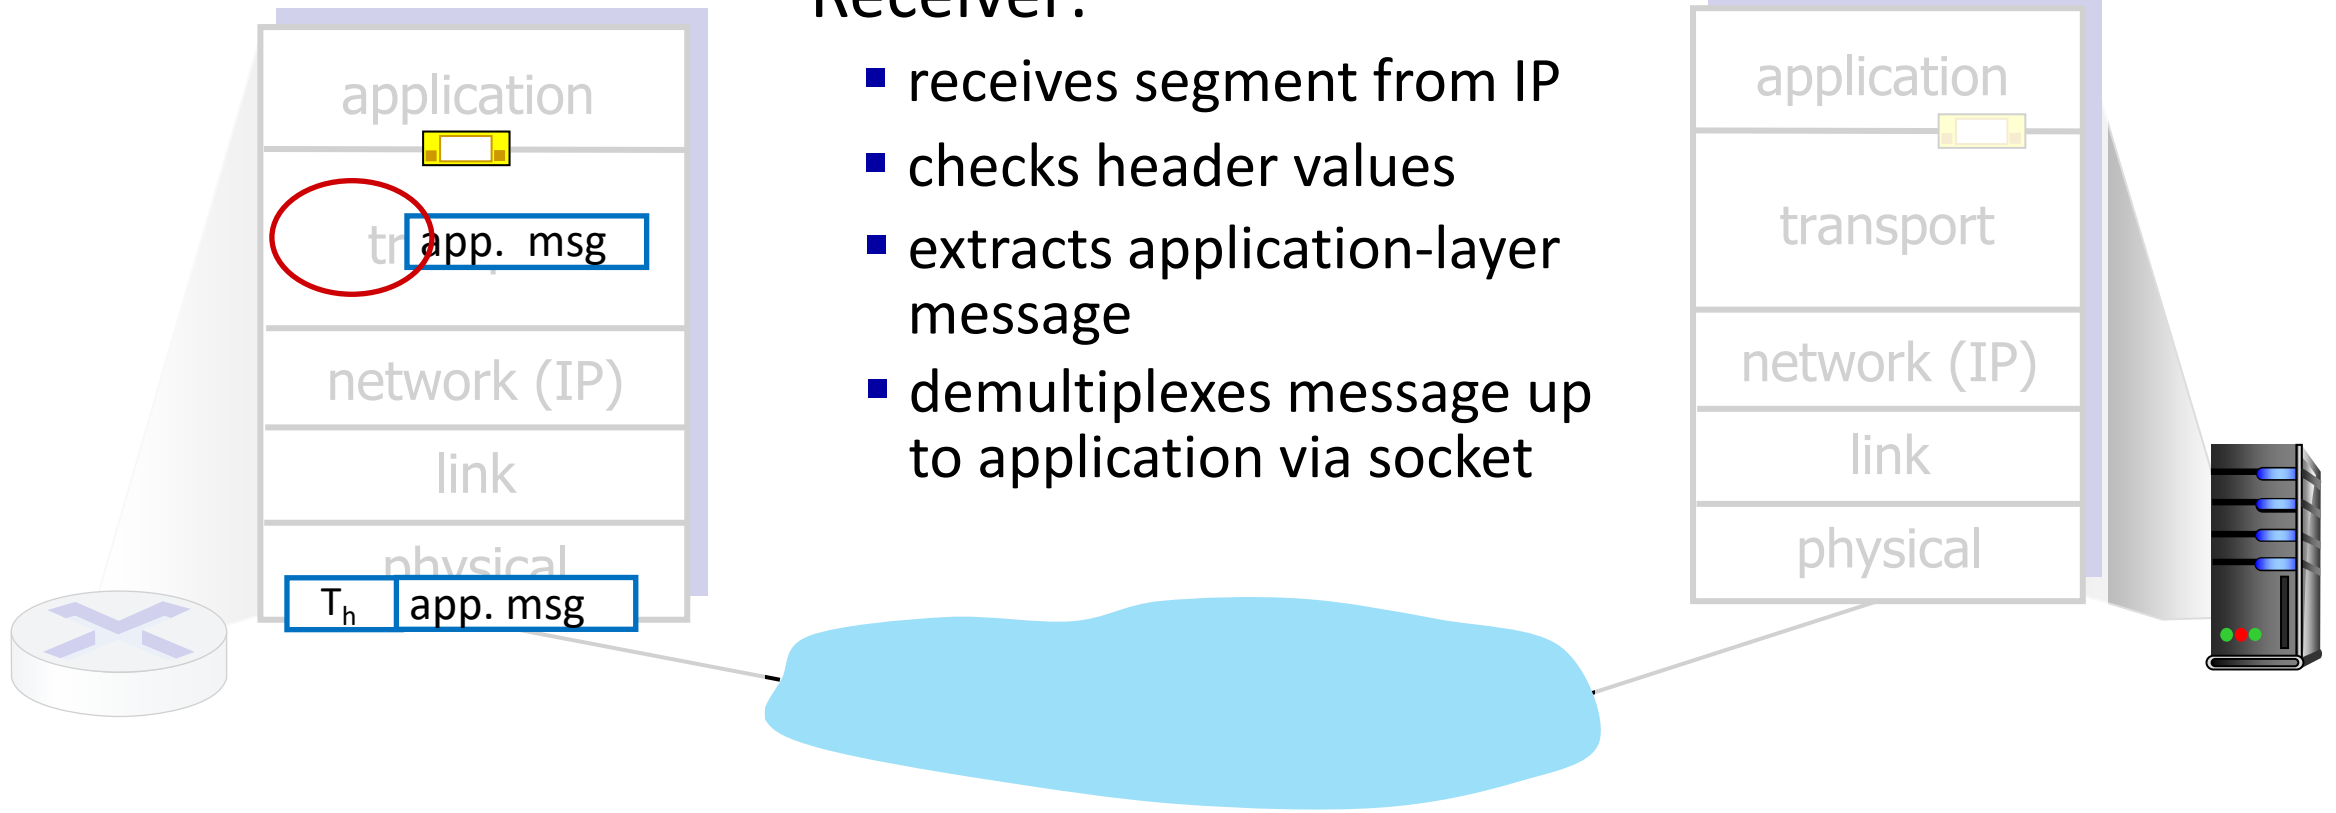 Receiver:
receives segment from IP
checks header values
extracts application-layer
message
demultiplexes message up
to application via socket
application
app. msg
network (IP)
link
physical
Th
app. msg
application
transport
network (IP)
link
physical